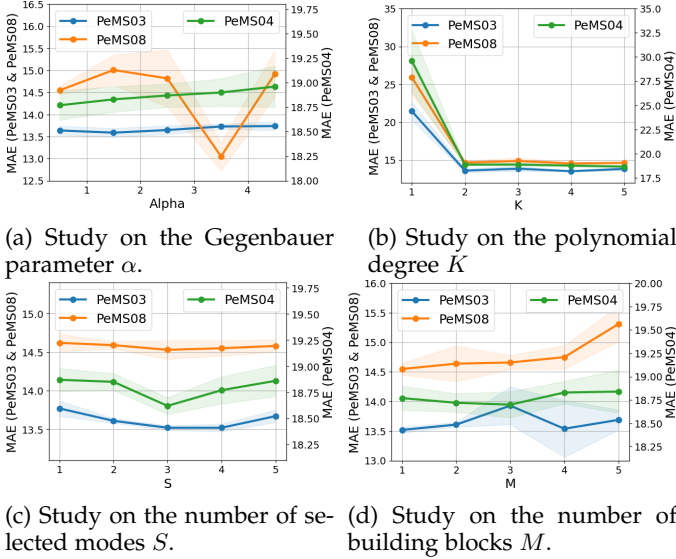 16.5
16.0
15.5
15.0
14.5
14.0
13.5
13.0
12.5
MAE (PeMS03 & PeMS08)
PeMS03
PeMS08
PeMS04
19.25
19.00
18.75
18.50
18.25
18.00
MAE (PeMS04)
1 2 3 4
Alpha
(a) Study on the Gegenbauer
parameter α.
35
30
25
20
15
MAE (PeMS03 & PeMS08)
PeMS03
PeMS08
PeMS04
35.0
32.5
30.0
27.5
25.0
22.5
20.0
17.5
MAE (PeMS04)
1 2 3 4 5
K
(b) Study on the polynomial
degree K
15.0
14.5
14.0
13.5
MAE (PeMS03 & PeMS08)
PeMS03
PeMS08
PeMS04
19.75
19.50
19.25
19.00
18.75
18.50
18.25
MAE (PeMS04)
1 2 3 4 5
S
(c) Study on the number of se-
lected modes S.
16.0
15.5
15.0
14.5
14.0
13.5
13.0
MAE (PeMS03 & PeMS08)
PeMS03
PeMS08
PeMS04
20.00
19.75
19.50
19.25
19.00
18.75
18.50
18.25
MAE (PeMS04)
1 2 3 4 5
M
(d) Study on the number of
building blocks M.